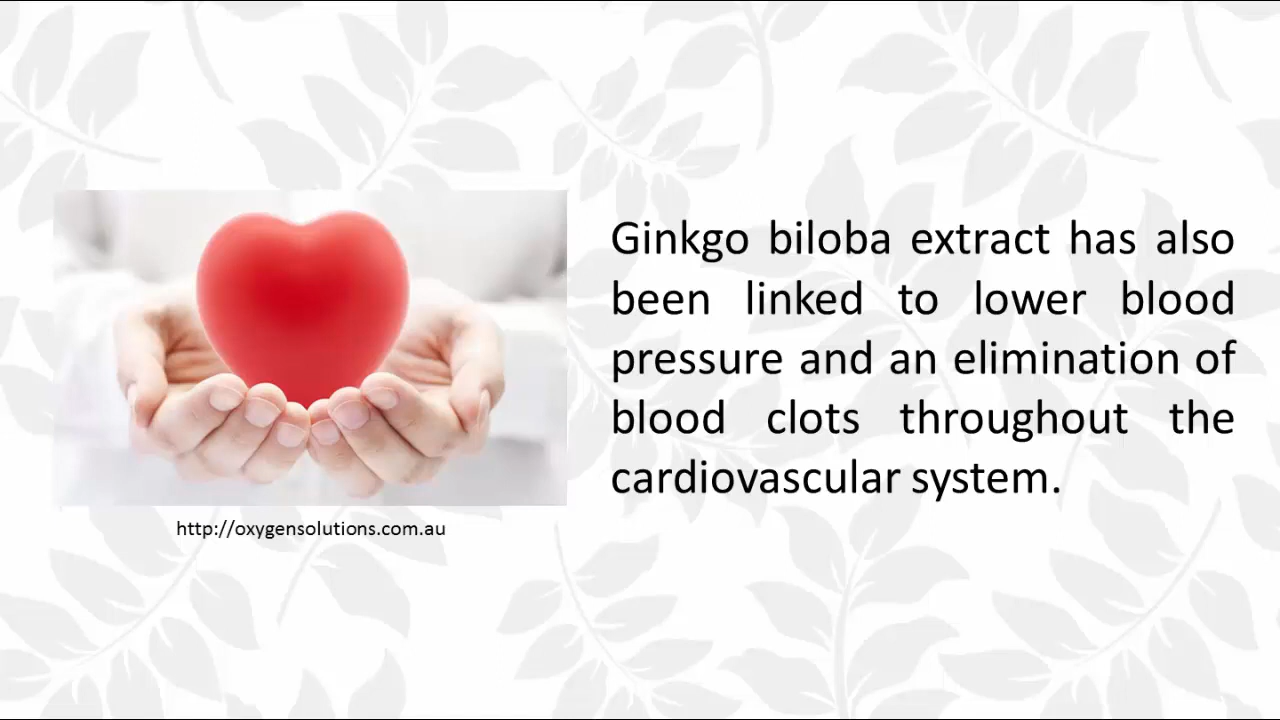 Ginkgo biloba extract has also
been linked to lower blood
pressure and an elimination of
blood clots throughout the
cardiovascular system.
http://oxygensolutions.com.au